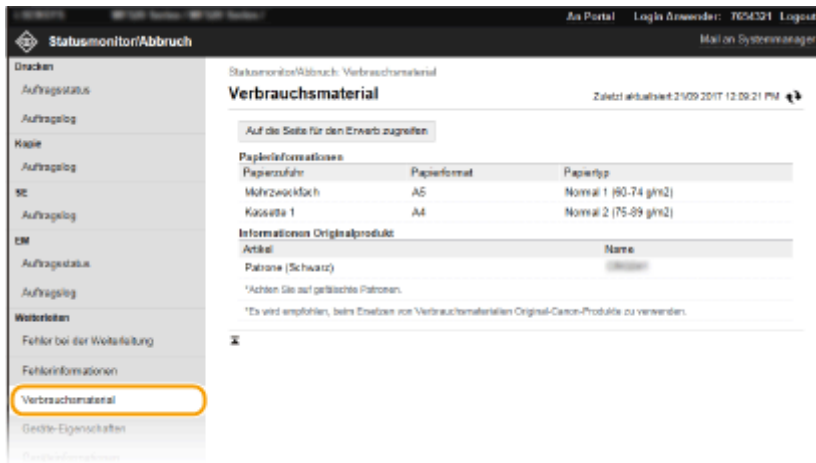 An Portal Login Anwender: 7654321 Logout
Statusmonitor/Abbruch Mail an Systemmanager
Drucken
Auftragsstatus
Auftragslog
Kopie
Auftragslog
SE
Auftragslog
EM
Auftragsstatus
Auftragslog
Weiterleiten
Fehler bei der Weiterleitung
Fehlerinformationen
Verbrauchsmaterial
Geräte-Eigenschaften
Statusmonitor/Abbruch: Verbrauchsmaterial
Verbrauchsmaterial
Zuletzt aktualisiert:21/09 2017 12:09:21 PM
Auf die Seite für den Erwerb zugreifen
Papierinformationen
Papierzufuhr Papierformat Papiertyp
Mehrzweckfach A5 Normal 1 (60-74 g/m2)
Kassette 1 A4 Normal 2 (75-89 g/m2)
Informationen Originalprodukt
Artikel Name
Patrone (Schwarz)
*Achten Sie auf gefälschte Patronen.
*Es wird empfohlen, beim Ersetzen von Verbrauchsmaterialien Original-Canon-Produkte zu verwenden.